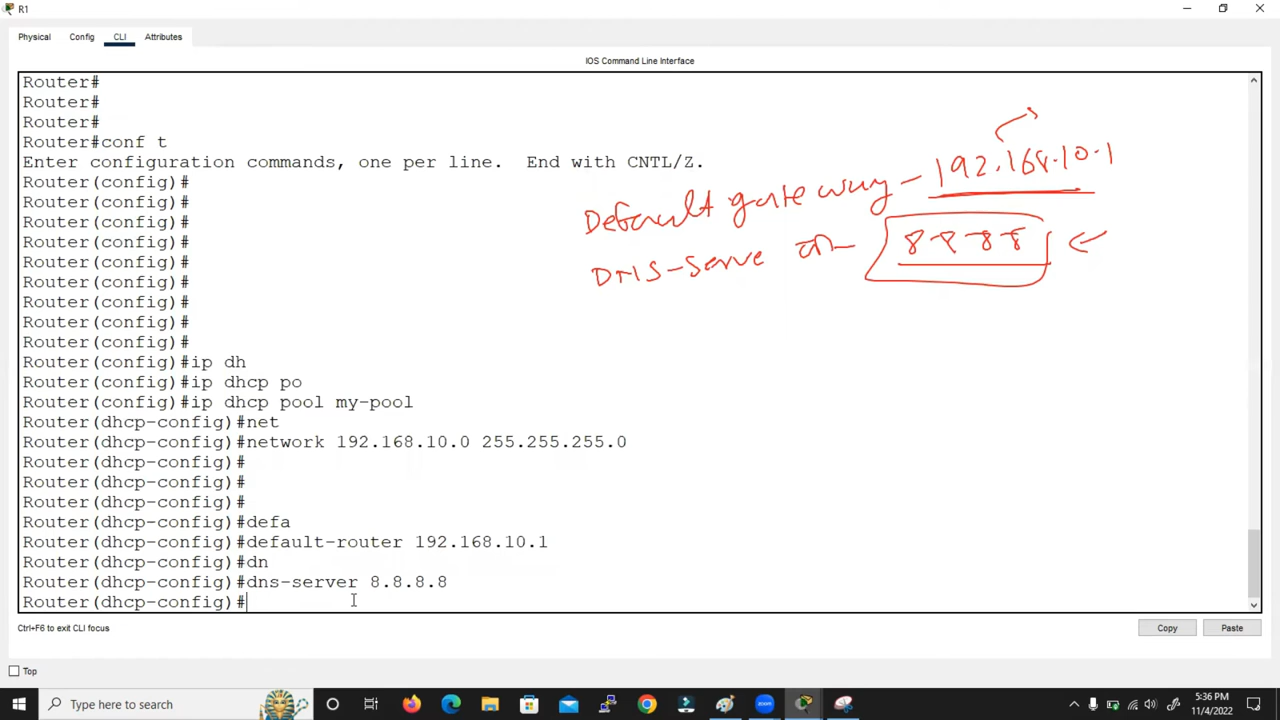 R1
Physical Config CLI Attributes
IOS Command Line Interface
Router#
Router#
Router#
Router#conf t
Enter configuration commands, one per line. End with CNTL/Z.
Router(config)#
Router(config)#
Router(config)#
Router(config)#
Router(config)#
Router(config)#
Router(config)#
Router(config)#
Router(config)#
Router(config)#ip dh
Router(config)#ip dhcp po
Router(config)#ip dhcp pool my-pool
Router(dhcp-config)#net
Router(dhcp-config)#network 192.168.10.0 255.255.255.0
Router(dhcp-config)#
Router(dhcp-config)#
Router(dhcp-config)#
Router(dhcp-config)#defa
Router(dhcp-config)#default-router 192.168.10.1
Router(dhcp-config)#dn
Router(dhcp-config)#dns-server 8.8.8.8
Router(dhcp-config)#
Default gateway - 192.168.10.1
DNS-Serve - 8.8.8.8
Ctrl+F6 to exit CLI focus
Copy Paste
Top
Type here to search
5:36 PM
11/4/2022